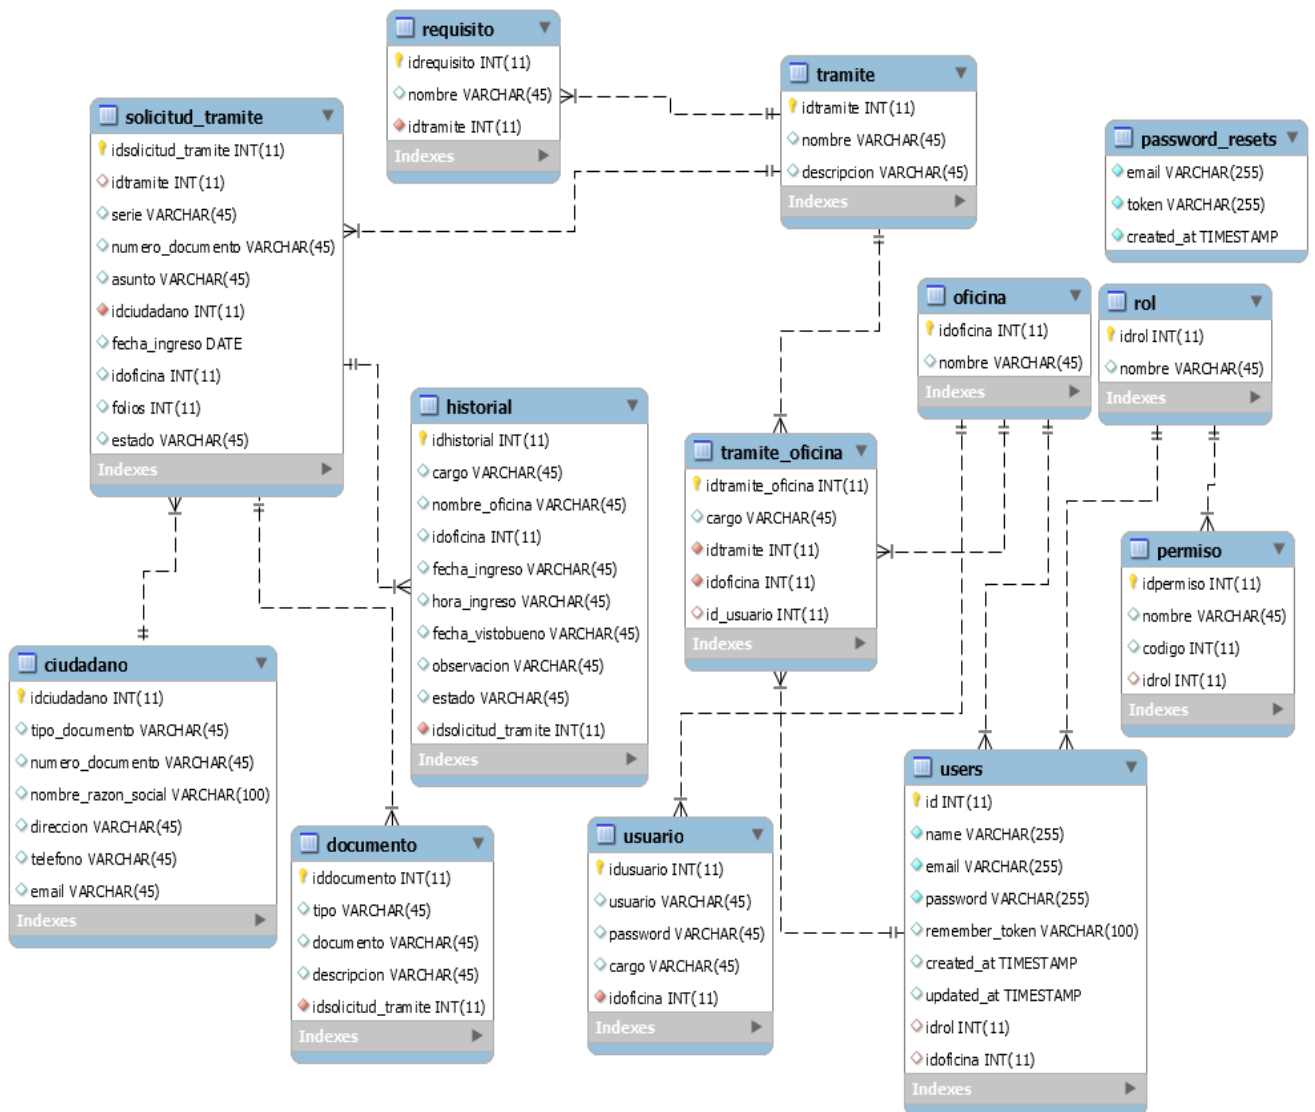 requisito
idrequisito INT(11)
nombre VARCHAR(45)
idtramite INT(11)
Indexes
tramite
idtramite INT(11)
nombre VARCHAR(45)
descripcion VARCHAR(45)
Indexes
solicitud_tramite
idsolicitud_tramite INT(11)
idtramite INT(11)
serie VARCHAR(45)
numero_documento VARCHAR(45)
asunto VARCHAR(45)
idciudadano INT(11)
fecha_ingreso DATE
idoficina INT(11)
folios INT(11)
estado VARCHAR(45)
Indexes
password_resets
email VARCHAR(255)
token VARCHAR(255)
created_at TIMESTAMP
oficina
idoficina INT(11)
nombre VARCHAR(45)
Indexes
rol
idrol INT(11)
nombre VARCHAR(45)
Indexes
historial
idhistorial INT(11)
cargo VARCHAR(45)
nombre_oficina VARCHAR(45)
idoficina INT(11)
fecha_ingreso VARCHAR(45)
hora_ingreso VARCHAR(45)
fecha_vistobueno VARCHAR(45)
observacion VARCHAR(45)
estado VARCHAR(45)
idsolicitud_tramite INT(11)
Indexes
tramite_oficina
idtramite_oficina INT(11)
cargo VARCHAR(45)
idtramite INT(11)
idoficina INT(11)
id_usuario INT(11)
Indexes
permiso
idpermiso INT(11)
nombre VARCHAR(45)
codigo INT(11)
idrol INT(11)
Indexes
ciudadano
idciudadano INT(11)
tipo_documento VARCHAR(45)
numero_documento VARCHAR(45)
nombre_razon_social VARCHAR(100)
direccion VARCHAR(45)
telefono VARCHAR(45)
email VARCHAR(45)
Indexes
documento
iddocumento INT(11)
tipo VARCHAR(45)
documento VARCHAR(45)
descripcion VARCHAR(45)
idsolicitud_tramite INT(11)
Indexes
usuario
idusuario INT(11)
usuario VARCHAR(45)
password VARCHAR(45)
cargo VARCHAR(45)
idoficina INT(11)
Indexes
users
id INT(11)
name VARCHAR(255)
email VARCHAR(255)
password VARCHAR(255)
remember_token VARCHAR(100)
created_at TIMESTAMP
updated_at TIMESTAMP
idrol INT(11)
idoficina INT(11)
Indexes